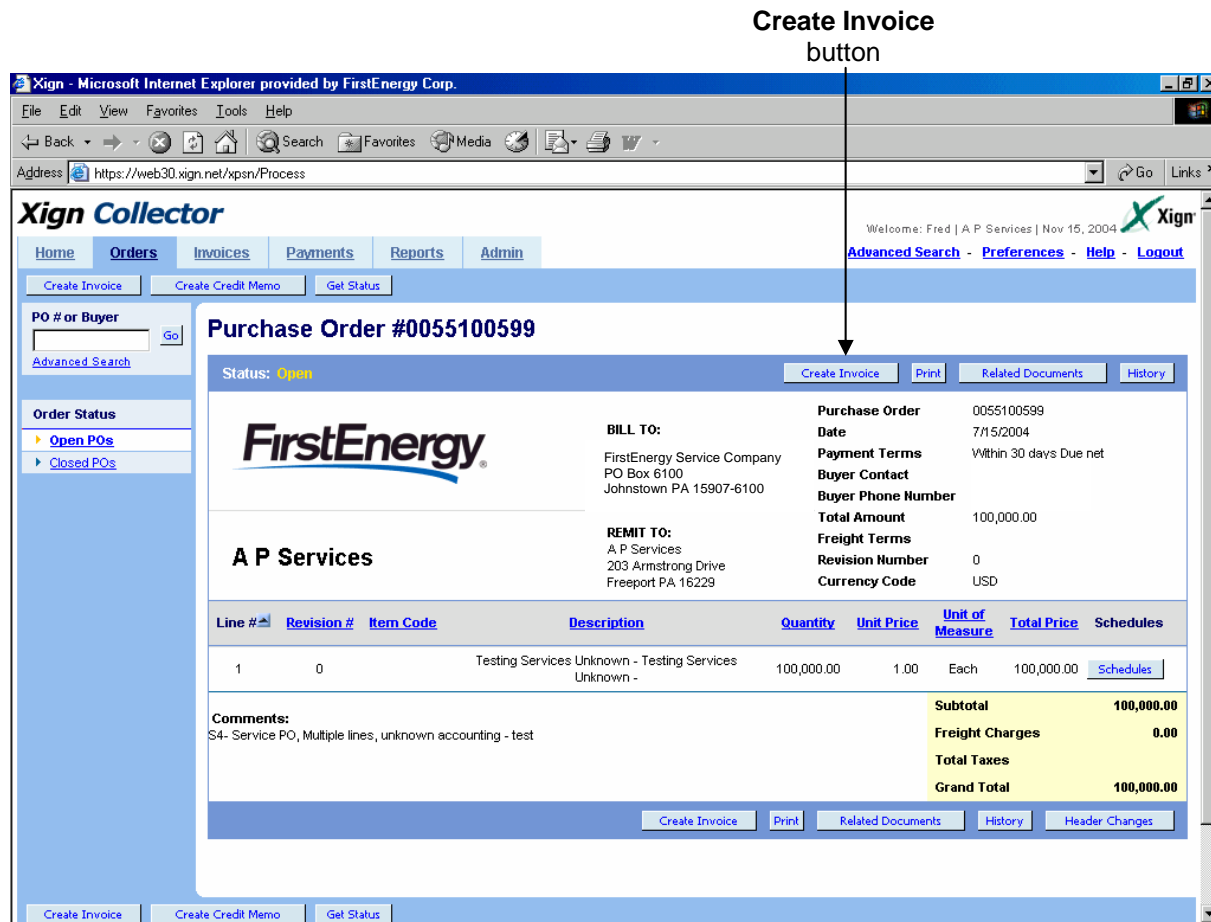 Create Invoice
button
Xign - Microsoft Internet Explorer provided by FirstEnergy Corp.
File Edit View Favorites Tools Help
Back Search Favorites Media
Address https://web30.xign.net/xpsn/Process Go Links
Xign Collector
Welcome: Fred | A P Services | Nov 15, 2004
Xign
Home Orders Invoices Payments Reports Admin
Advanced Search - Preferences - Help - Logout
Create Invoice Create Credit Memo Get Status
PO # or Buyer
Go
Advanced Search
Order Status
Open POs
Closed POs
Purchase Order #0055100599
Status: Open
Create Invoice Print Related Documents History
FirstEnergy®
BILL TO:
FirstEnergy Service Company
PO Box 6100
Johnstown PA 15907-6100
A P Services
REMIT TO:
A P Services
203 Armstrong Drive
Freeport PA 16229
Purchase Order 0055100599
Date 7/15/2004
Payment Terms Within 30 days Due net
Buyer Contact
Buyer Phone Number
Total Amount 100,000.00
Freight Terms
Revision Number 0
Currency Code USD
Line # Revision # Item Code Description Quantity Unit Price Unit of Measure Total Price Schedules
1 0 Testing Services Unknown - Testing Services Unknown - 100,000.00 1.00 Each 100,000.00 Schedules
Comments:
S4- Service PO, Multiple lines, unknown accounting - test
Subtotal 100,000.00
Freight Charges 0.00
Total Taxes
Grand Total 100,000.00
Create Invoice Print Related Documents History Header Changes
Create Invoice Create Credit Memo Get Status